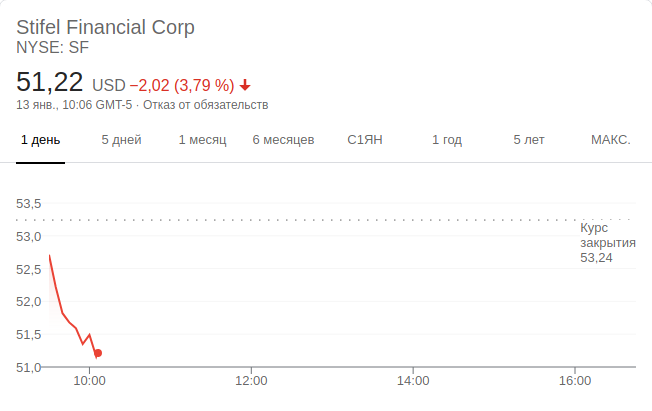 Stifel Financial Corp
NYSE: SF
51,22 USD −2,02 (3,79 %)
13 янв., 10:06 GMT-5 · Отказ от обязательств
1 день 5 дней 1 месяц 6 месяцев С1ЯН 1 год 5 лет МАКС.
53,5
Курс
закрытия
53,24
53,0
52,5
52,0
51,5
51,0
10:00 12:00 14:00 16:00